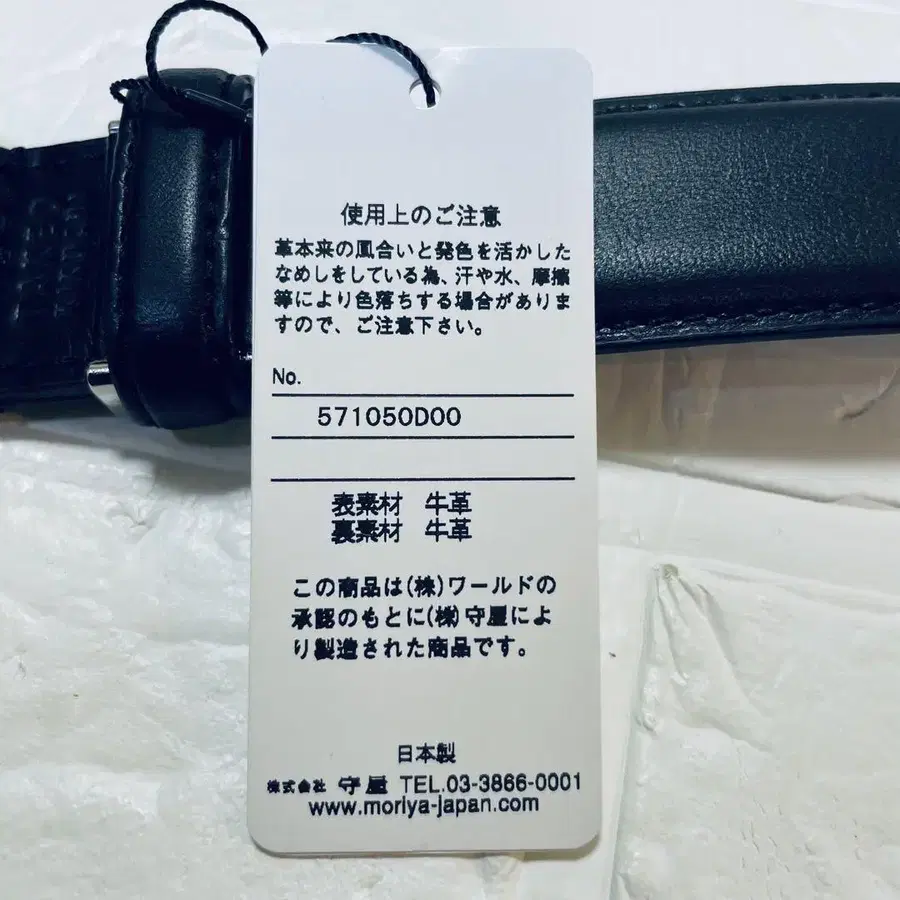 使用上のご注意
革本来の風合いと発色を活かした
なめしをしている為、汗や水、摩擦
等により色落ちする場合がありま
すので、ご注意下さい。
No.
571050D00
表素材 牛革
裏素材 牛革
この商品は(株)ワールドの
承認のもとに(株)守屋によ
り製造された商品です。
日本製
株式会社 守屋 TEL.03-3866-0001
www.moriya-japan.com